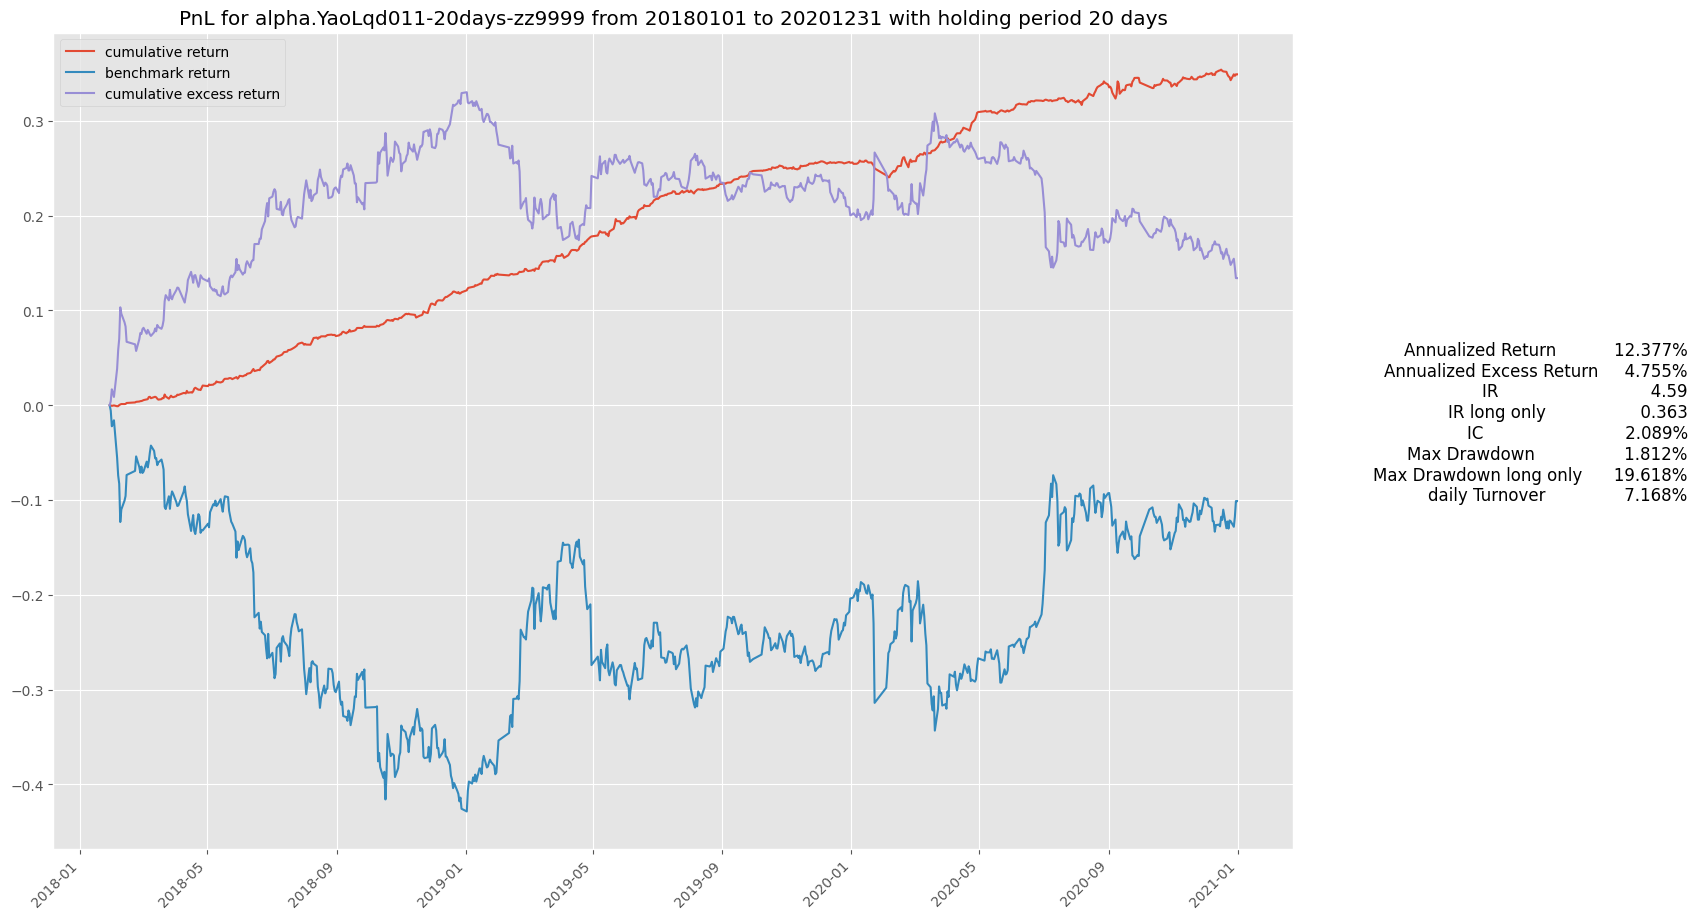 PnL for alpha.YaoLqd011-20days-zz9999 from 20180101 to 20201231 with holding period 20 days
cumulative return
benchmark return
cumulative excess return
0.3
0.2
0.1
0.0
−0.1
−0.2
−0.3
−0.4
2018-01
2018-05
2018-09
2019-01
2019-05
2019-09
2020-01
2020-05
2020-09
2021-01
Annualized Return 12.377%
Annualized Excess Return 4.755%
IR 4.59
IR long only 0.363
IC 2.089%
Max Drawdown 1.812%
Max Drawdown long only 19.618%
daily Turnover 7.168%